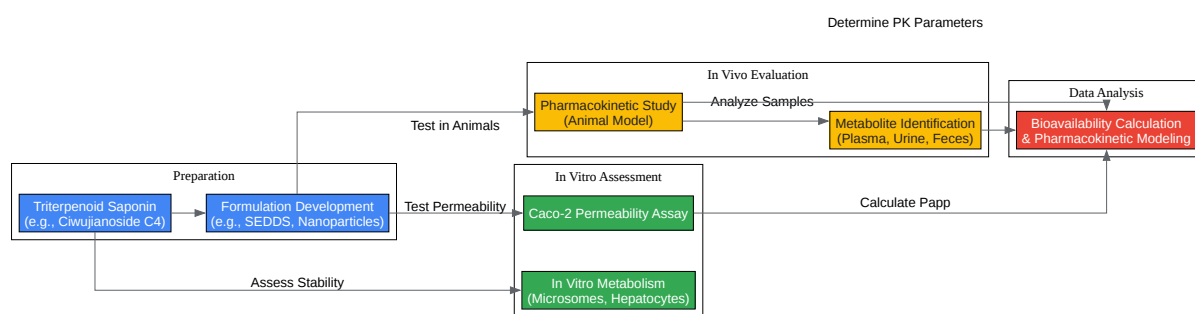 Determine PK Parameters
In Vivo Evaluation
Pharmacokinetic Study
(Animal Model)
Analyze Samples
Metabolite Identification
(Plasma, Urine, Feces)
Data Analysis
Bioavailability Calculation
& Pharmacokinetic Modeling
Test in Animals
Preparation
Triterpenoid Saponin
(e.g., Ciwujianoside C4)
Formulation Development
(e.g., SEDDS, Nanoparticles)
Test Permeability
In Vitro Assessment
Caco-2 Permeability Assay
Calculate Papp
Assess Stability
In Vitro Metabolism
(Microsomes, Hepatocytes)